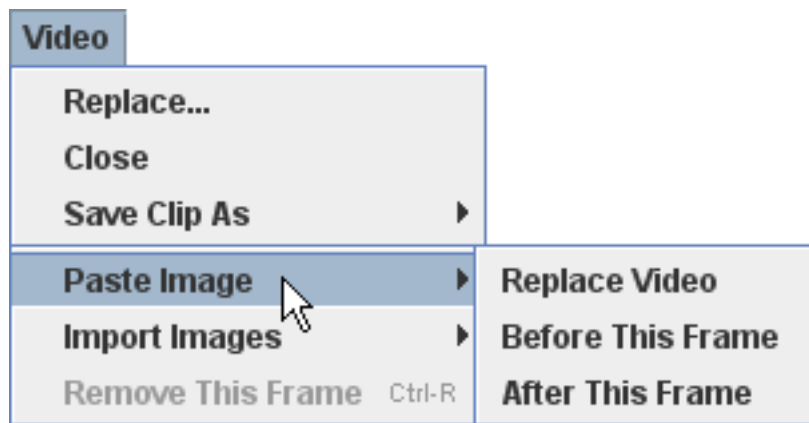 Video
Replace...
Close
Save Clip As
Paste Image
Import Images
Remove This Frame Ctrl-R
Replace Video
Before This Frame
After This Frame